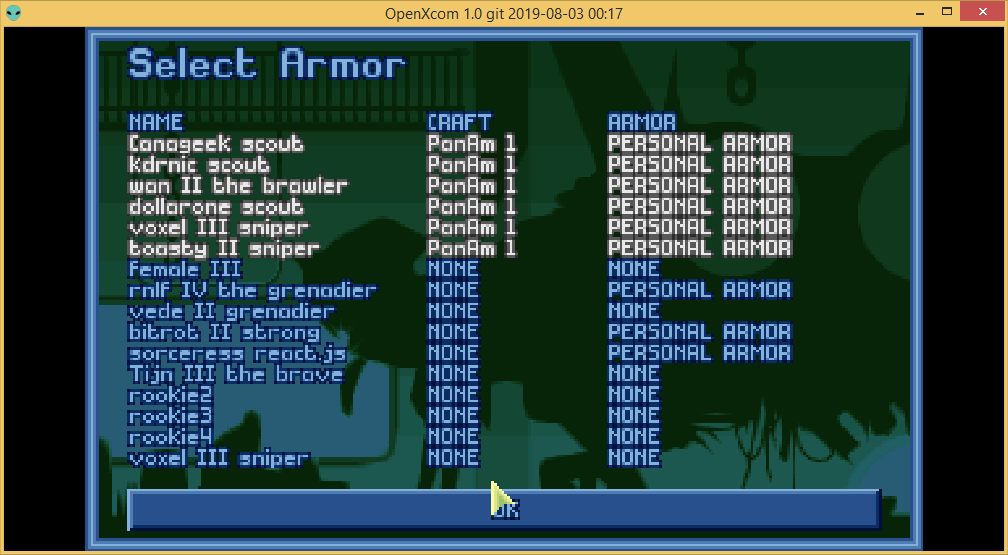 OpenXcom 1.0 git 2019-08-03 00:17
Select Armor
NAME CRAFT ARMOR
Canageek scout PanAm 1 PERSONAL ARMOR
kdrnic scout PanAm 1 PERSONAL ARMOR
wan II the brawler PanAm 1 PERSONAL ARMOR
dollarone scout PanAm 1 PERSONAL ARMOR
voxel III sniper PanAm 1 PERSONAL ARMOR
toasty II sniper PanAm 1 PERSONAL ARMOR
Female III NONE NONE
rnlf IV the grenadier NONE PERSONAL ARMOR
vede II grenadier NONE NONE
bitrot II strong NONE PERSONAL ARMOR
sorceress react.js NONE PERSONAL ARMOR
Tijn III the brave NONE NONE
rookie2 NONE NONE
rookie3 NONE NONE
rookie4 NONE NONE
voxel III sniper NONE NONE
OK